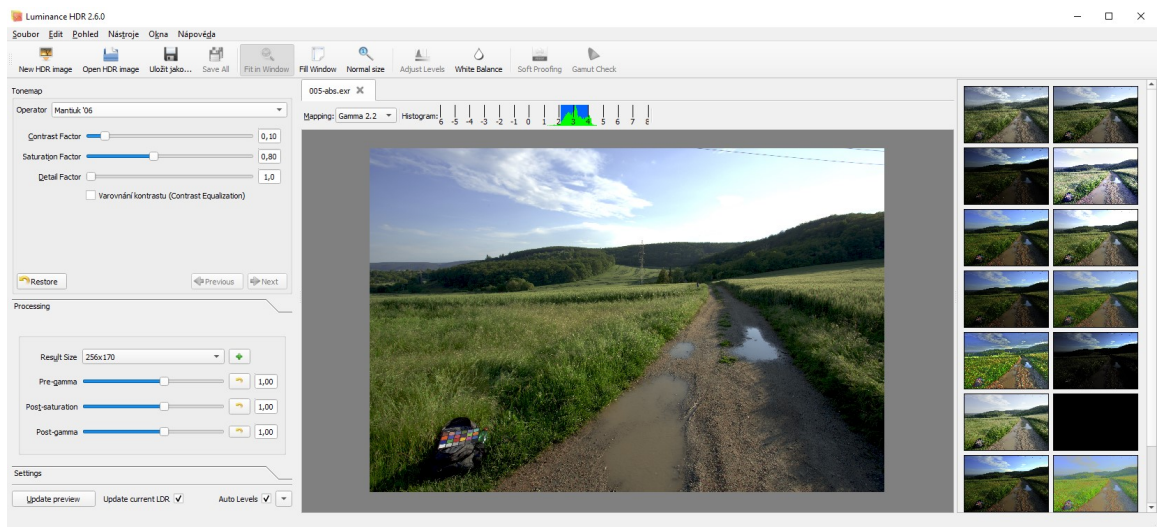 Luminance HDR 2.6.0
Soubor Edit Pohled Nástroje Okna Nápověda
New HDR image Open HDR image Uložit jako... Save All Fit in Window Fill Window Normal size Adjust Levels White Balance Soft Proofing Gamut Check
Tonemap
005-abs.exr
Operator Mantiuk '06
Mapping: Gamma 2.2 Histogram: 6 -5 -4 -3 -2 -1 0 1 2 3 4 5 6 7 8
Contrast Factor 0,10
Saturation Factor 0,80
Detail Factor 1,0
Varovnání kontrastu (Contrast Equalization)
Restore Previous Next
Processing
Result Size 256x170
Pre-gamma 1,00
Post-saturation 1,00
Post-gamma 1,00
Settings
Update preview Update current LDR Auto Levels